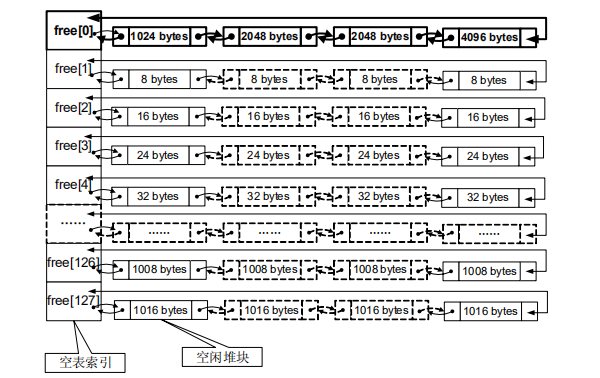 free[0] 1024 bytes 2048 bytes 2048 bytes 4096 bytes
free[1] 8 bytes 8 bytes 8 bytes 8 bytes
free[2] 16 bytes 16 bytes 16 bytes 16 bytes
free[3] 24 bytes 24 bytes 24 bytes 24 bytes
free[4] 32 bytes 32 bytes 32 bytes 32 bytes
…… …… …… …… ……
free[126] 1008 bytes 1008 bytes 1008 bytes 1008 bytes
free[127] 1016 bytes 1016 bytes 1016 bytes 1016 bytes
空表索引 空闲堆块